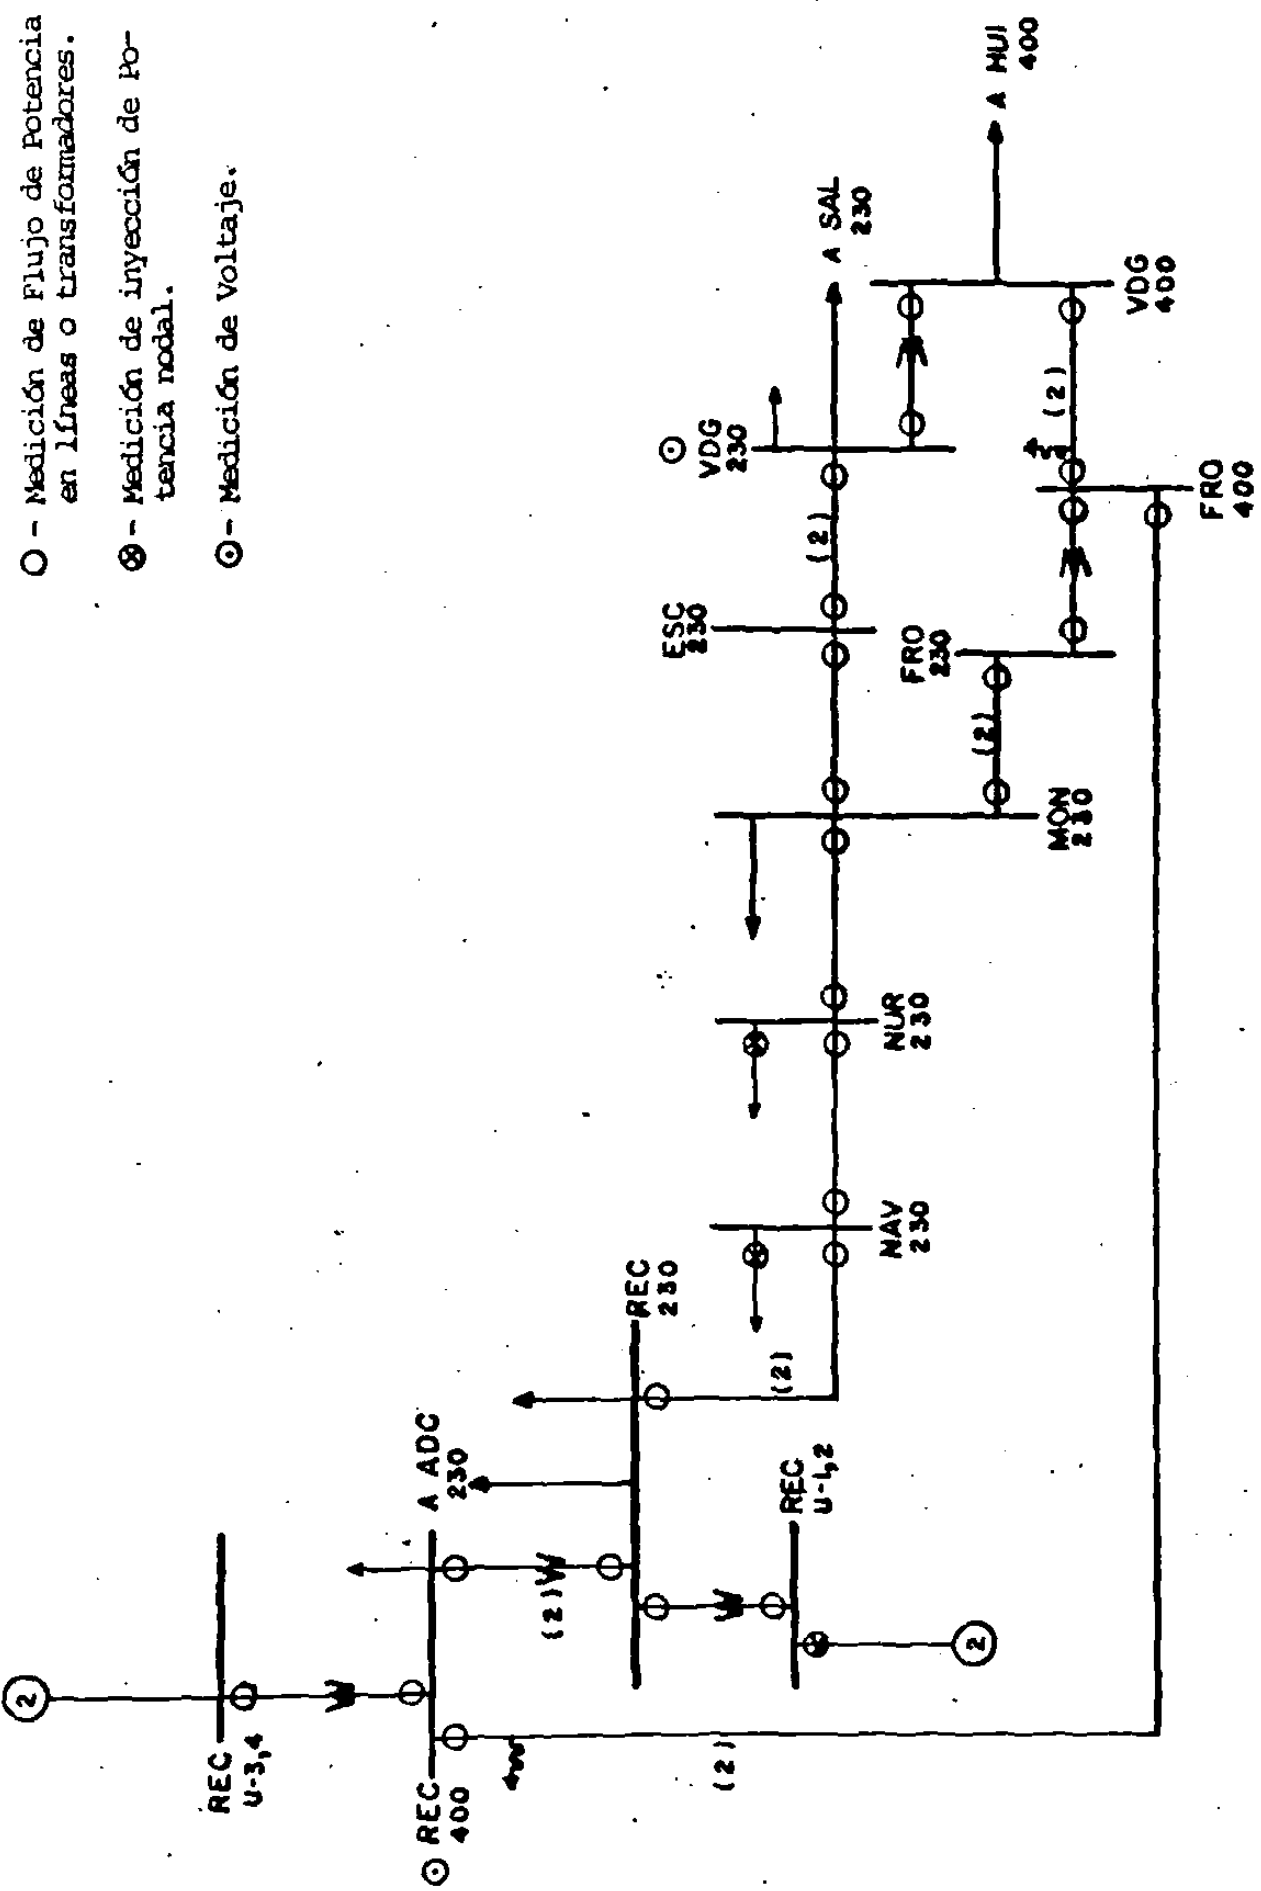 O - Medición de Flujo de Potencia
en líneas o transformadores.
⊗ - Medición de inyección de Po-
tencia nodal.
⊙ - Medición de Voltaje.
2
REC
U-3,4
REC
400
A ADC
230
(2)
(2)
REC
230
REC
U-1,2
2
(2)
NAV
230
NUR
230
MON
230
(2)
FRO
230
ESC
230
(2)
VDG
230
A SAL
230
(2)
FRO
400
VDG
400
A HUI
400